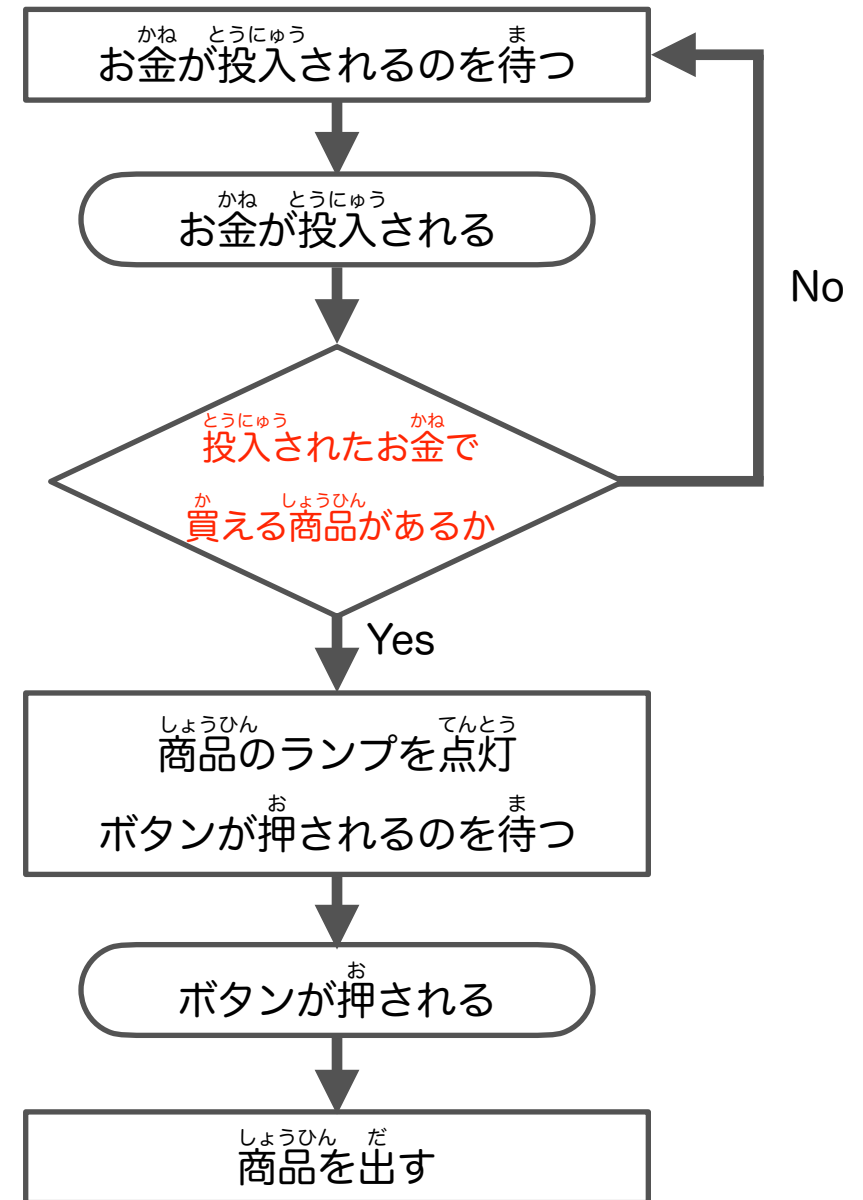 かね とうにゅう ま
お金が投入されるのを待つ
かね とうにゅう
お金が投入される
No
とうにゅう かね
投入されたお金で
か しょうひん
買える商品があるか
Yes
しょうひん てんとう
商品のランプを点灯
お ま
ボタンが押されるのを待つ
お
ボタンが押される
しょうひん だ
商品を出す